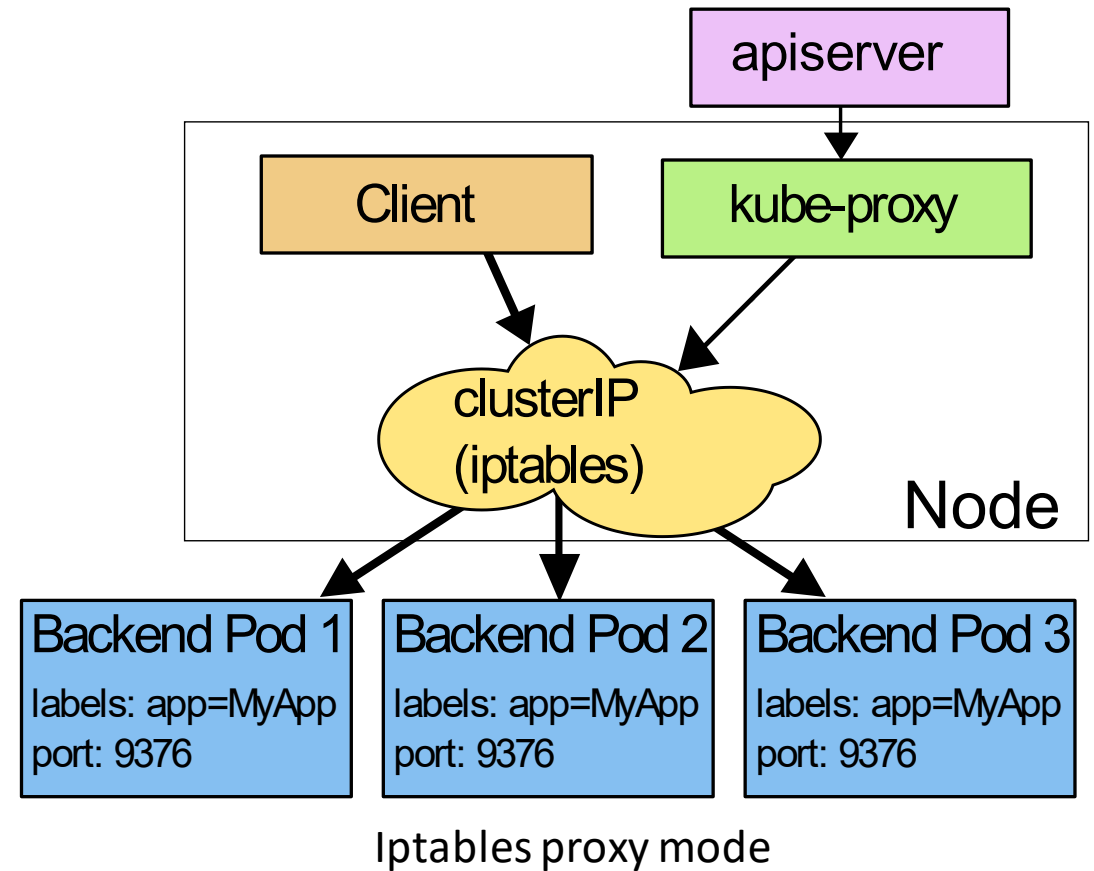 apiserver
Client
kube-proxy
clusterIP
(iptables)
Node
Backend Pod 1
labels: app=MyApp
port: 9376
Backend Pod 2
labels: app=MyApp
port: 9376
Backend Pod 3
labels: app=MyApp
port: 9376
Iptables proxy mode